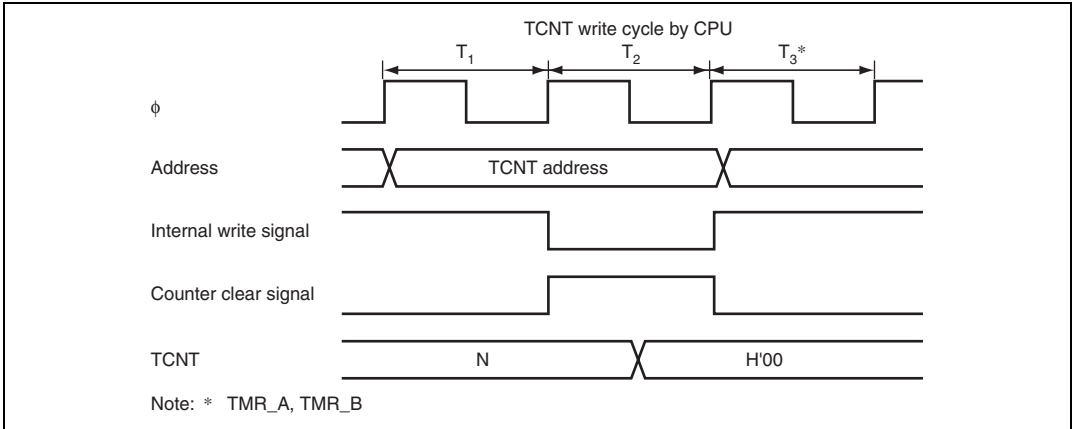 TCNT write cycle by CPU
T1 T2 T3*
ϕ
Address TCNT address
Internal write signal
Counter clear signal
TCNT N H'00
Note: * TMR_A, TMR_B